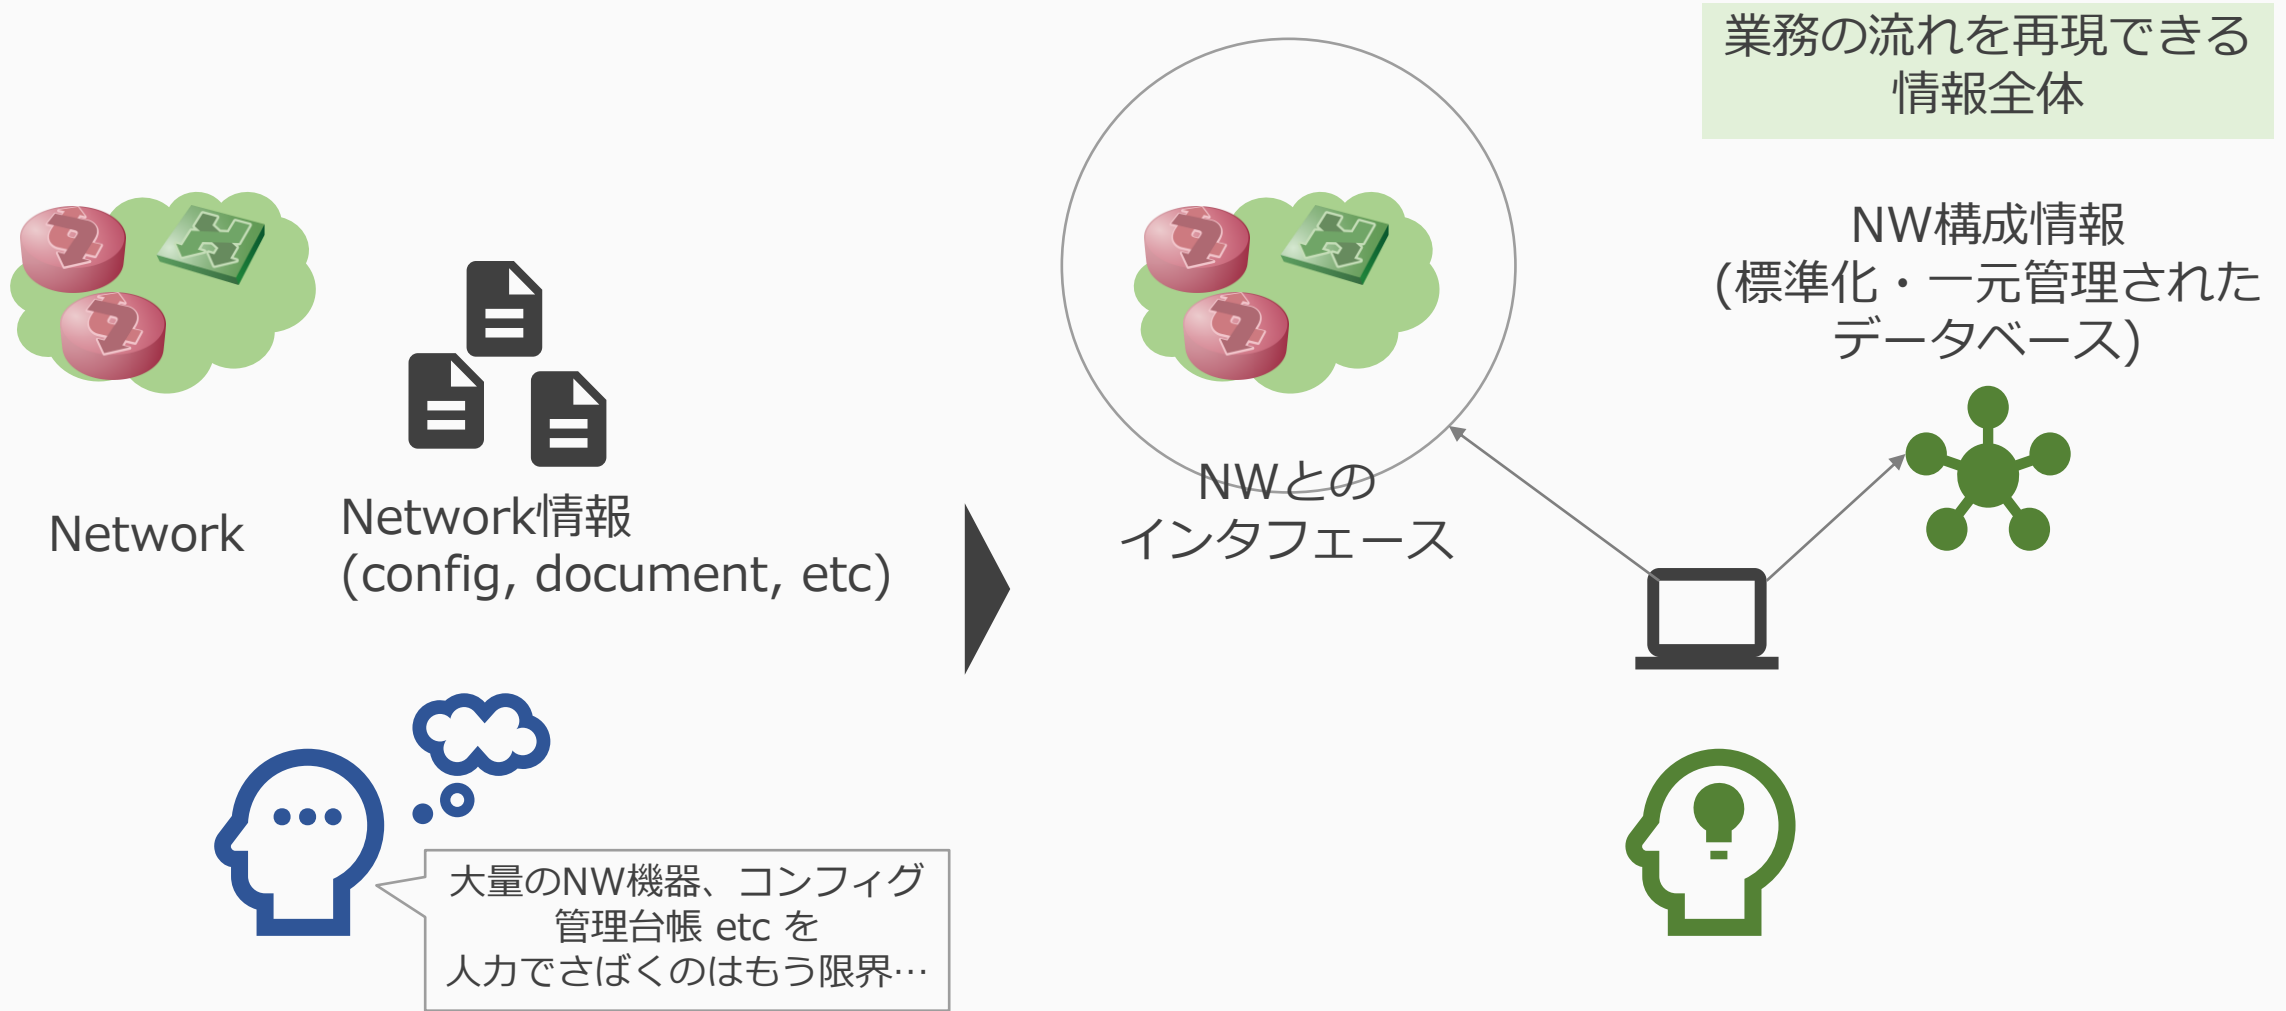 Network
Network情報
(config, document, etc)
大量のNW機器、コンフィグ
管理台帳 etc を
人力でさばくのはもう限界…
NWとの
インタフェース
業務の流れを再現できる
情報全体
NW構成情報
(標準化・一元管理された
データベース)